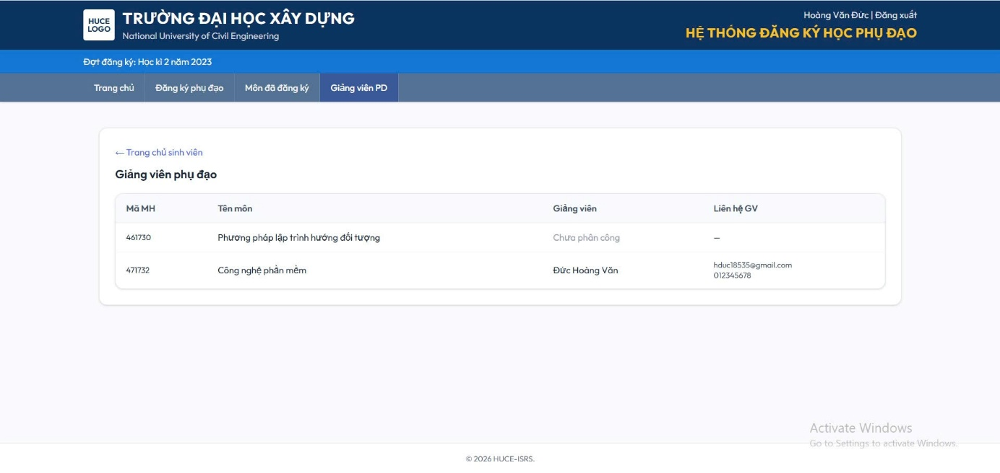 HUCE
LOGO
TRƯỜNG ĐẠI HỌC XÂY DỰNG
National University of Civil Engineering
Hoàng Văn Đức | Đăng xuất
HỆ THỐNG ĐĂNG KÝ HỌC PHỤ ĐẠO
Đợt đăng ký: Học kì 2 năm 2023
Trang chủ Đăng ký phụ đạo Môn đã đăng ký Giảng viên PD
← Trang chủ sinh viên
Giảng viên phụ đạo
Mã MH Tên môn Giảng viên Liên hệ GV
461730 Phương pháp lập trình hướng đối tượng Chưa phân công —
471732 Công nghệ phần mềm Đức Hoàng Văn hduc18535@gmail.com
012345678
Activate Windows
Go to Settings to activate Windows.
© 2026 HUCE-ISRS.